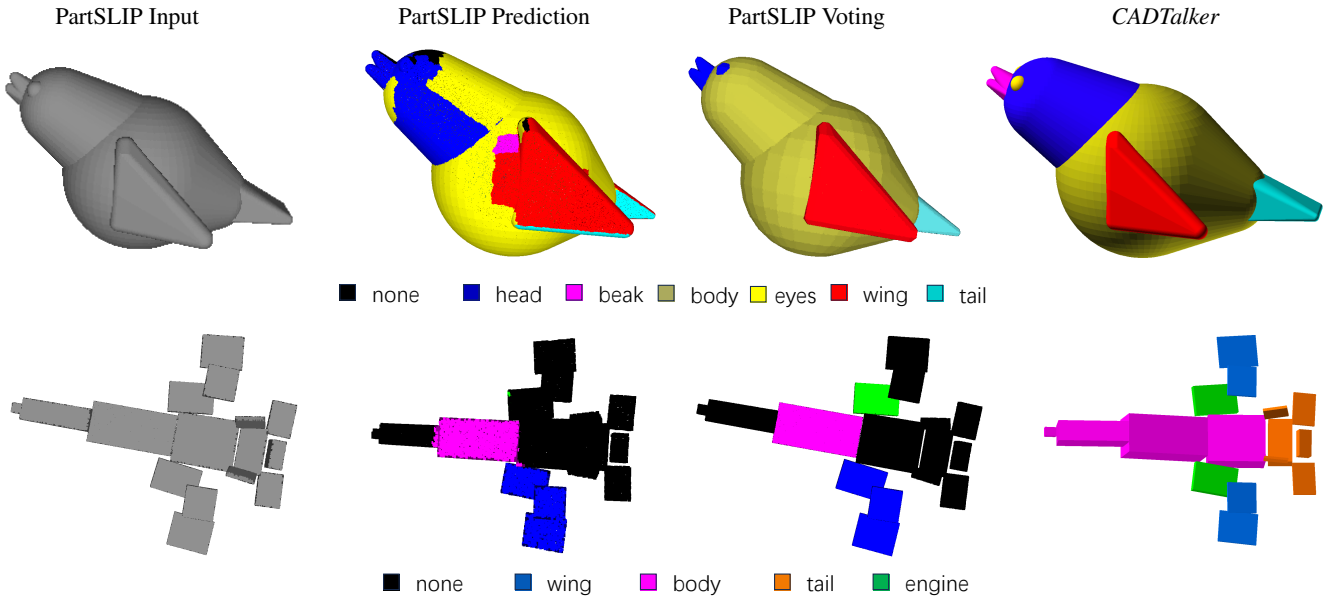 PartSLIP Input PartSLIP Prediction PartSLIP Voting CADTalker
none head beak body eyes wing tail
none wing body tail engine